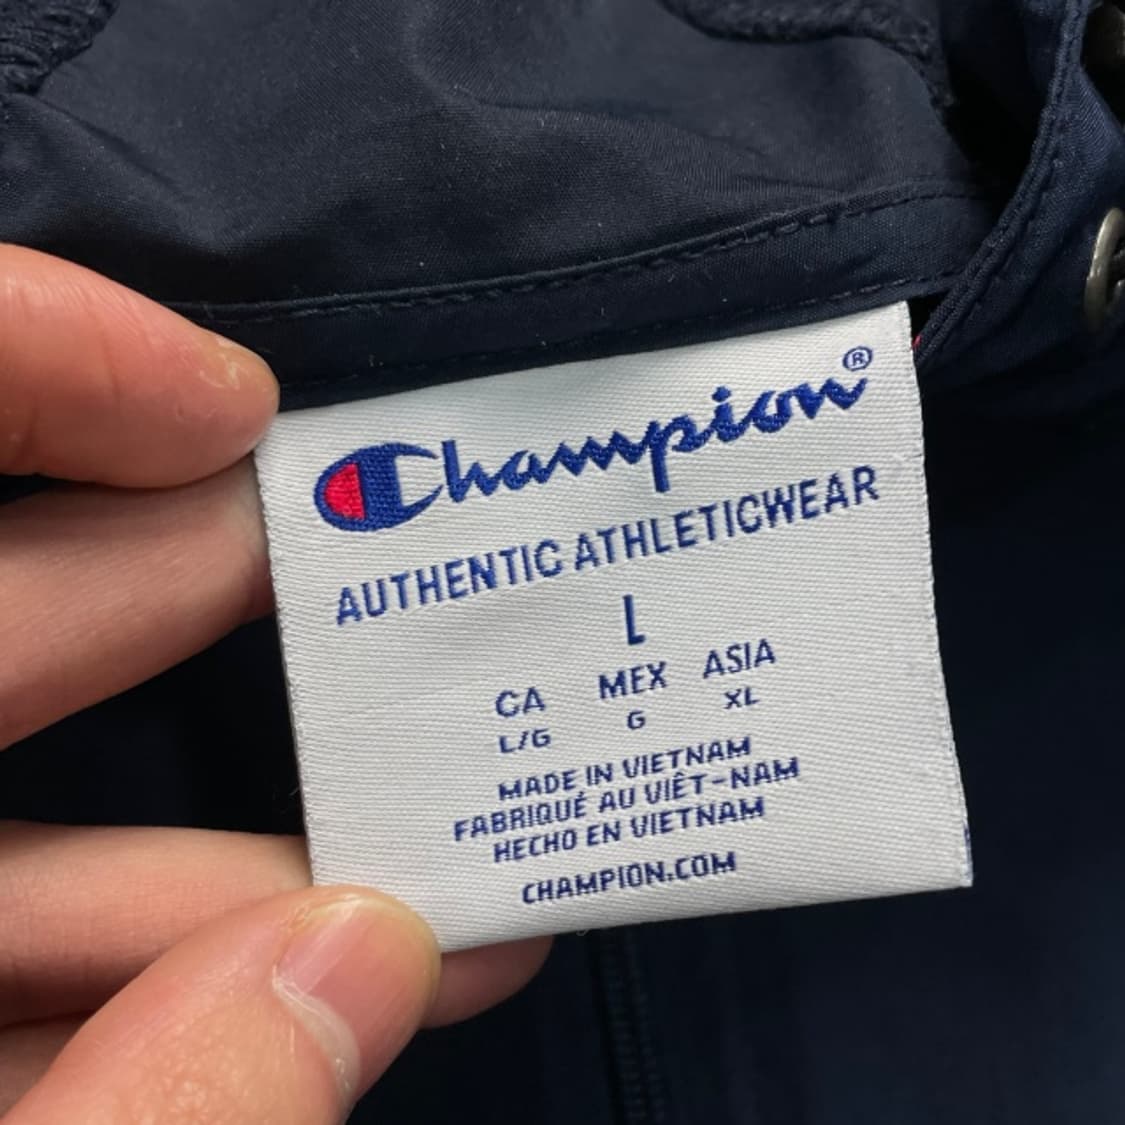 Champion®
AUTHENTIC ATHLETICWEAR
L
CA MEX ASIA
L/G G XL
MADE IN VIETNAM
FABRIQUÉ AU VIÊT-NAM
HECHO EN VIETNAM
CHAMPION.COM